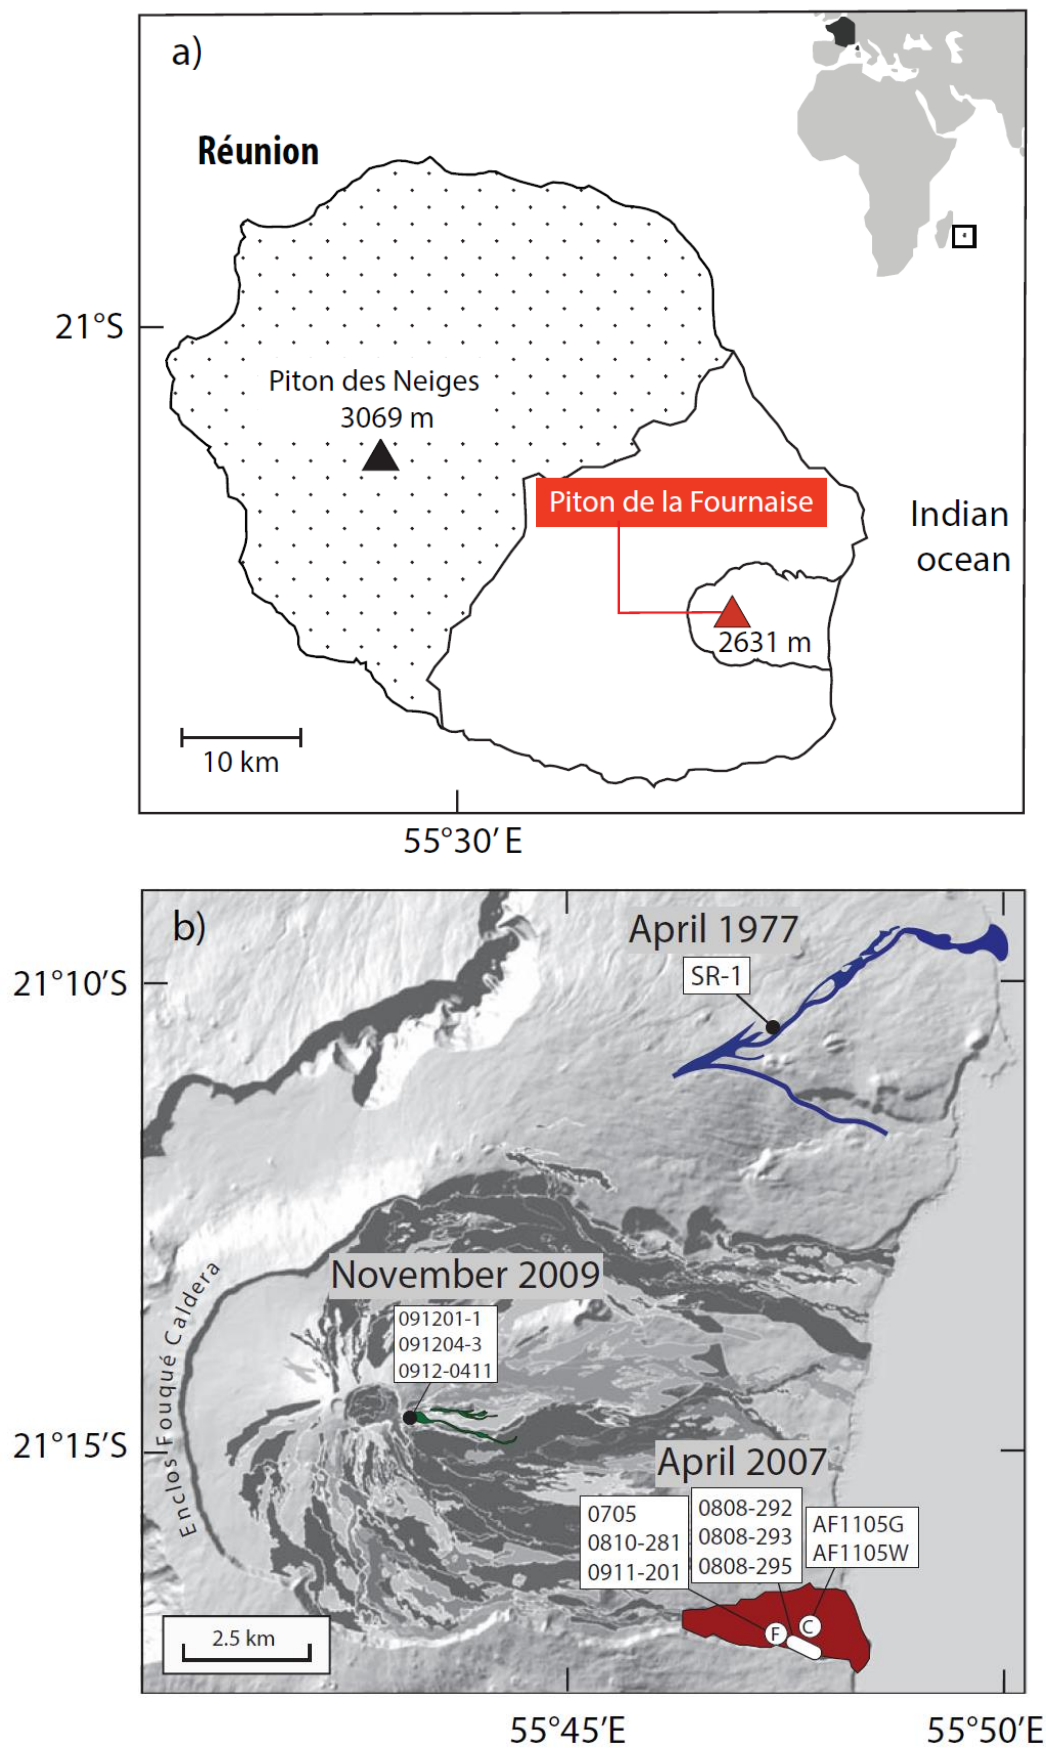 a)
Réunion
21°S
Piton des Neiges
3069 m
Piton de la Fournaise
Indian
ocean
2631 m
10 km
55°30’ E
b)
April 1977
SR-1
21°10’S
November 2009
091201-1
091204-3
0912-0411
Enclos Fouqué Caldera
21°15’S
April 2007
0705
0810-281
0911-201
0808-292
0808-293
0808-295
AF1105G
AF1105W
F
C
2.5 km
55°45’E
55°50’E